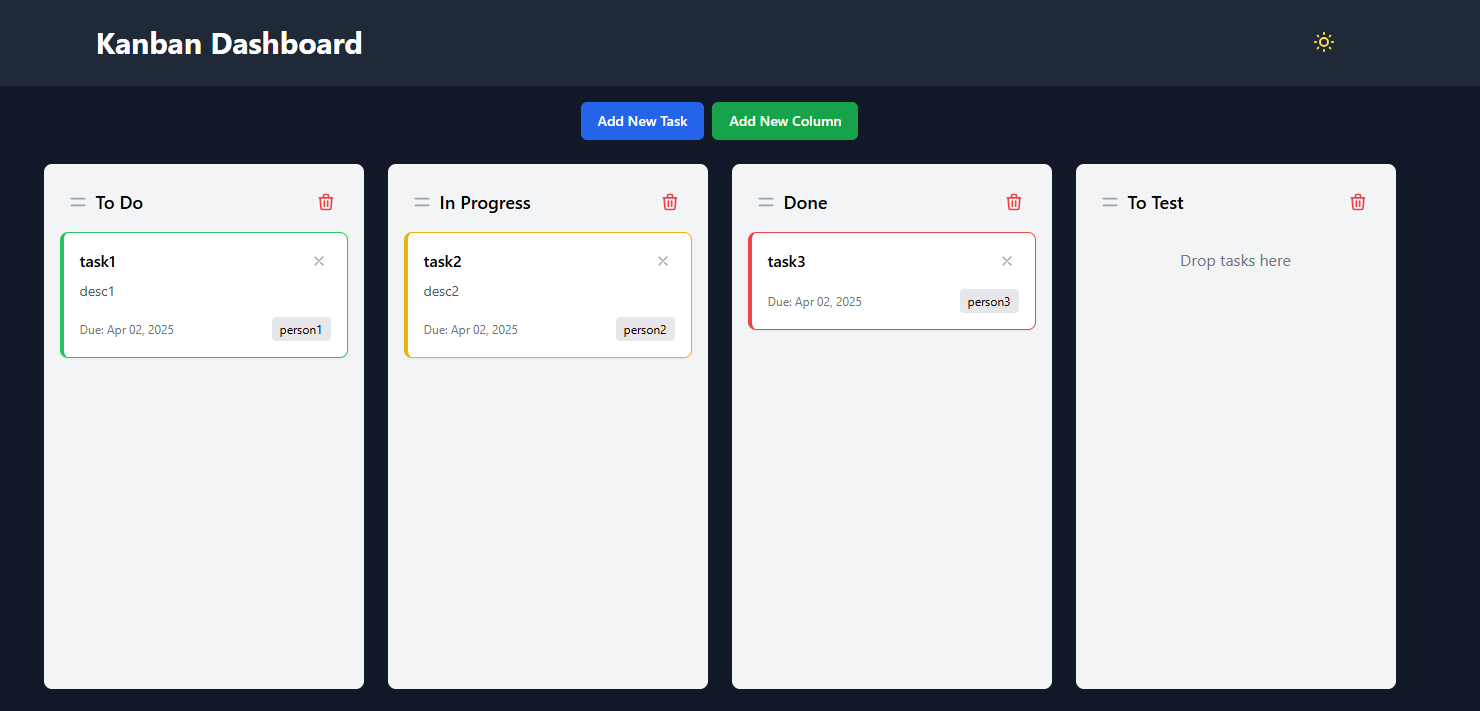 Kanban Dashboard
Add New Task
Add New Column
To Do
task1
desc1
Due: Apr 02, 2025
person1
In Progress
task2
desc2
Due: Apr 02, 2025
person2
Done
task3
Due: Apr 02, 2025
person3
To Test
Drop tasks here